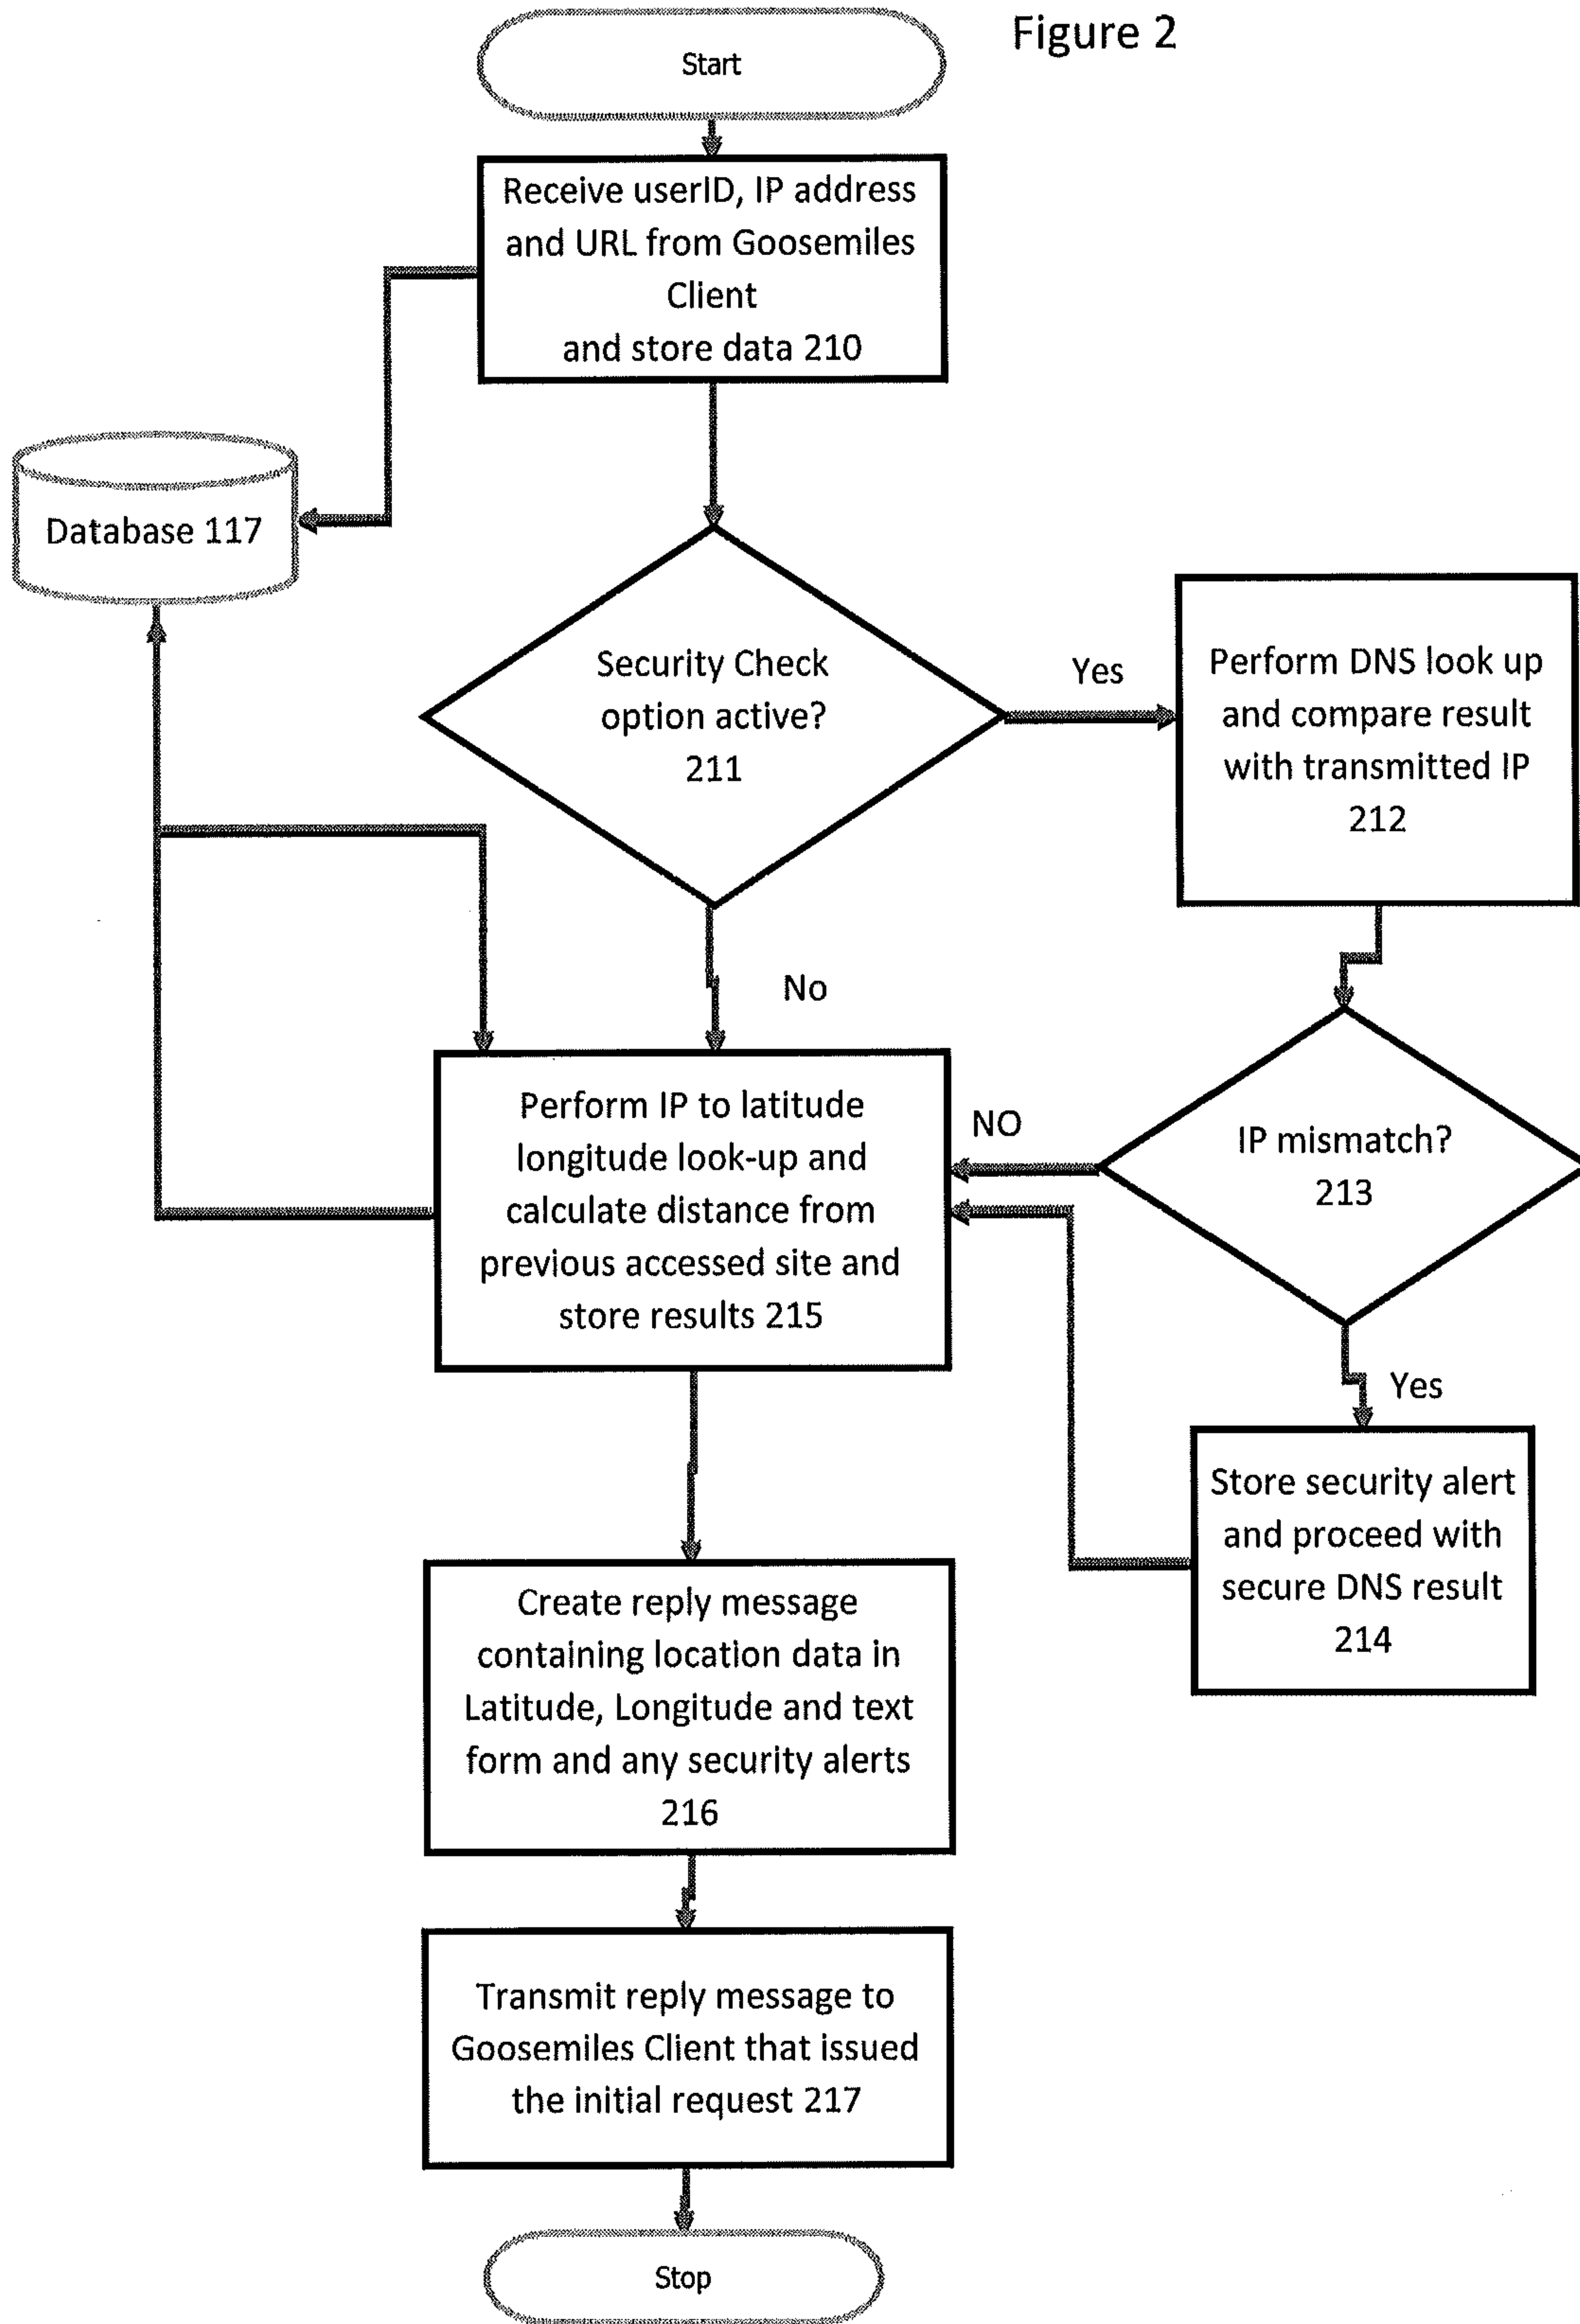 Figure 2
Start
Receive userID, IP address
and URL from Goosemiles
Client
and store data 210
Database 117
Security Check
option active?
211
Yes
Perform DNS look up
and compare result
with transmitted IP
212
No
IP mismatch?
213
NO
Perform IP to latitude
longitude look-up and
calculate distance from
previous accessed site and
store results 215
Yes
Store security alert
and proceed with
secure DNS result
214
Create reply message
containing location data in
Latitude, Longitude and text
form and any security alerts
216
Transmit reply message to
Goosemiles Client that issued
the initial request 217
Stop